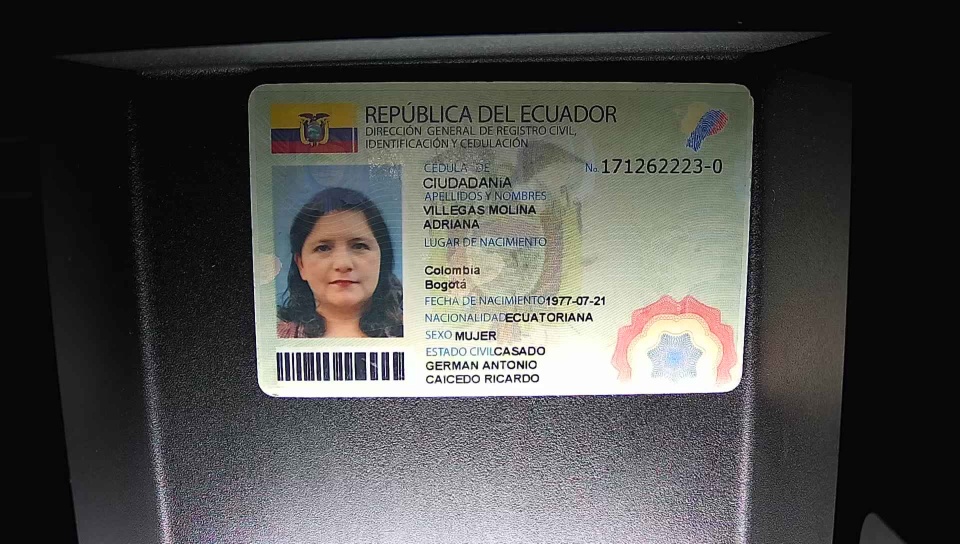 REPÚBLICA DEL ECUADOR
DIRECCIÓN GENERAL DE REGISTRO CIVIL,
IDENTIFICACIÓN Y CEDULACIÓN
CÉDULA DE No. 171262223-0
CIUDADANÍA
APELLIDOS Y NOMBRES
VILLEGAS MOLINA
ADRIANA
LUGAR DE NACIMIENTO
Colombia
Bogotá
FECHA DE NACIMIENTO 1977-07-21
NACIONALIDAD ECUATORIANA
SEXO MUJER
ESTADO CIVIL CASADO
GERMAN ANTONIO
CAICEDO RICARDO